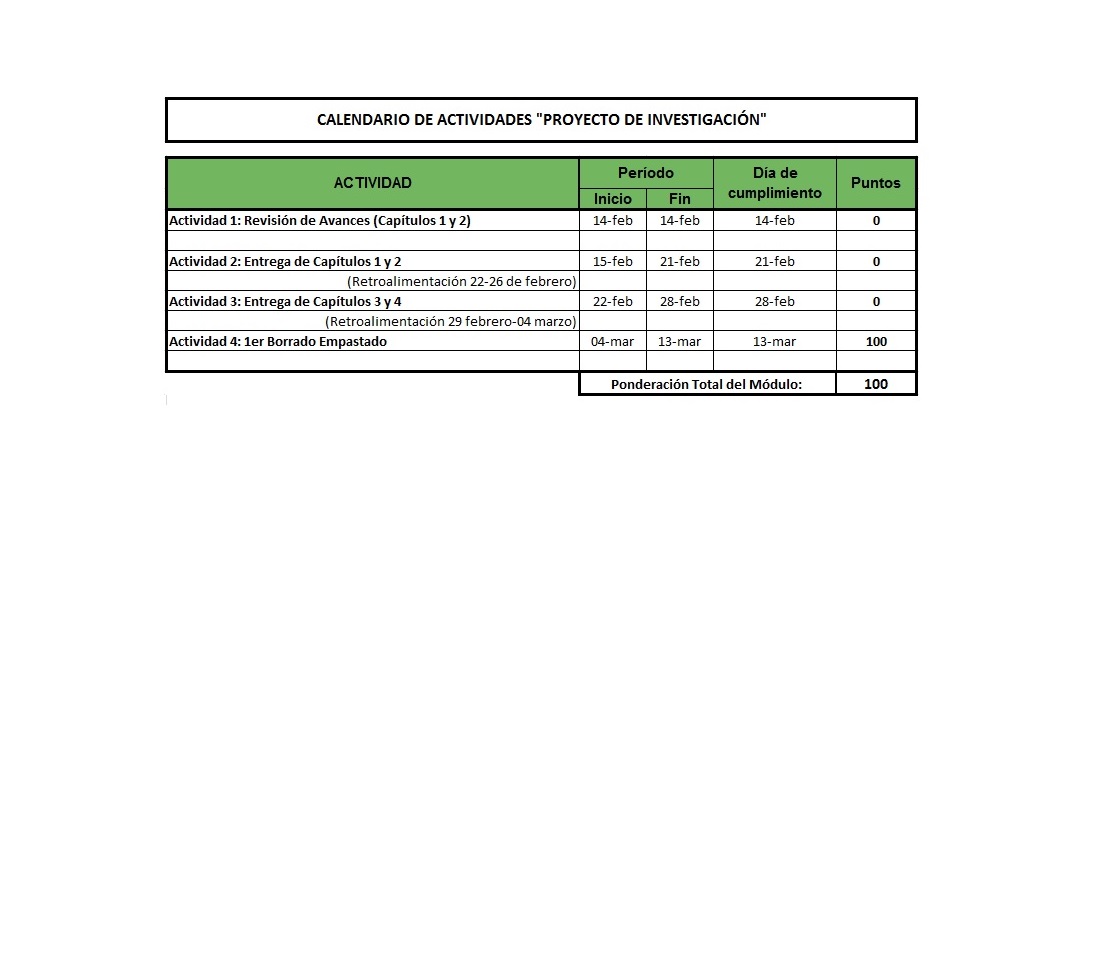 CALENDARIO DE ACTIVIDADES "PROYECTO DE INVESTIGACIÓN"
ACTIVIDAD Período Día de cumplimiento Puntos
Inicio Fin
Actividad 1: Revisión de Avances (Capítulos 1 y 2) 14-feb 14-feb 14-feb 0
Actividad 2: Entrega de Capítulos 1 y 2 15-feb 21-feb 21-feb 0
(Retroalimentación 22-26 de febrero)
Actividad 3: Entrega de Capítulos 3 y 4 22-feb 28-feb 28-feb 0
(Retroalimentación 29 febrero-04 marzo)
Actividad 4: 1er Borrado Empastado 04-mar 13-mar 13-mar 100
Ponderación Total del Módulo: 100